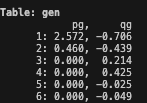 Table: gen
pg, qg
1: 2.572, −0.706
2: 0.460, −0.439
3: 0.000, 0.214
4: 0.000, 0.425
5: 0.000, −0.025
6: 0.000, −0.049